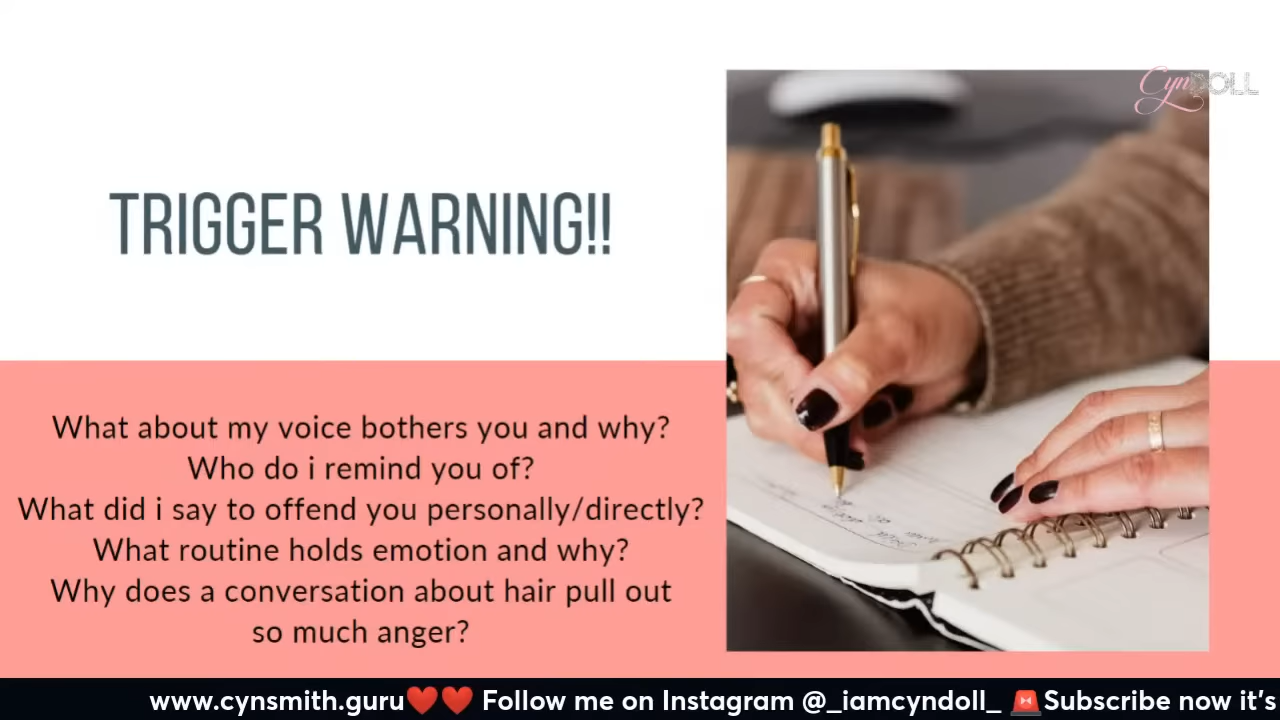 CynDOLL
TRIGGER WARNING!!
What about my voice bothers you and why?
Who do i remind you of?
What did i say to offend you personally/directly?
What routine holds emotion and why?
Why does a conversation about hair pull out
so much anger?
www.cynsmith.guru❤️❤️ Follow me on Instagram @_iamcyndoll_ 🚨Subscribe now it's